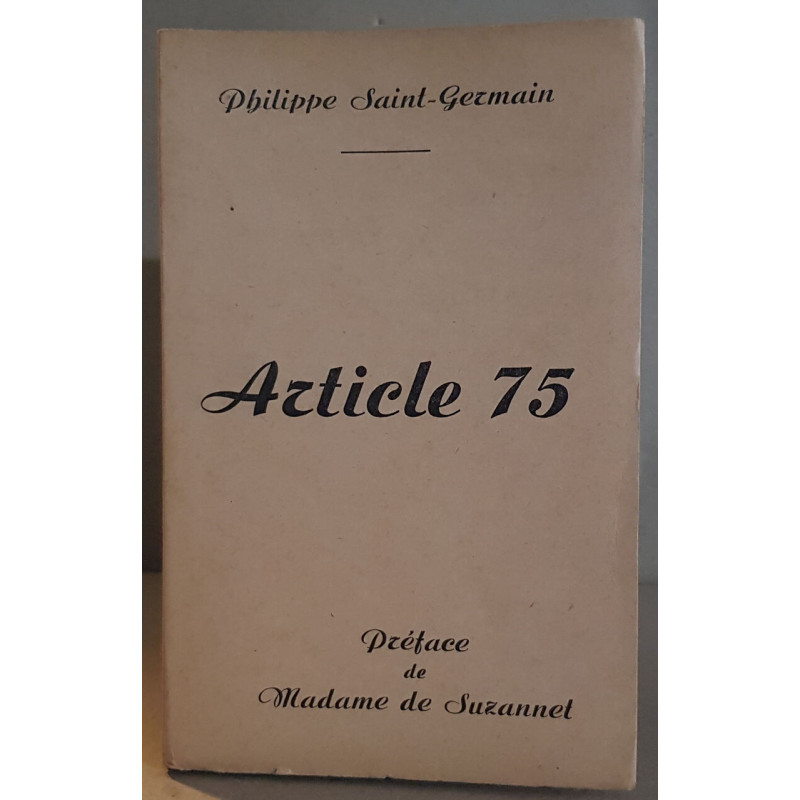 Philippe Saint-Germain
Article 75
Préface
de
Madame de Suzannet